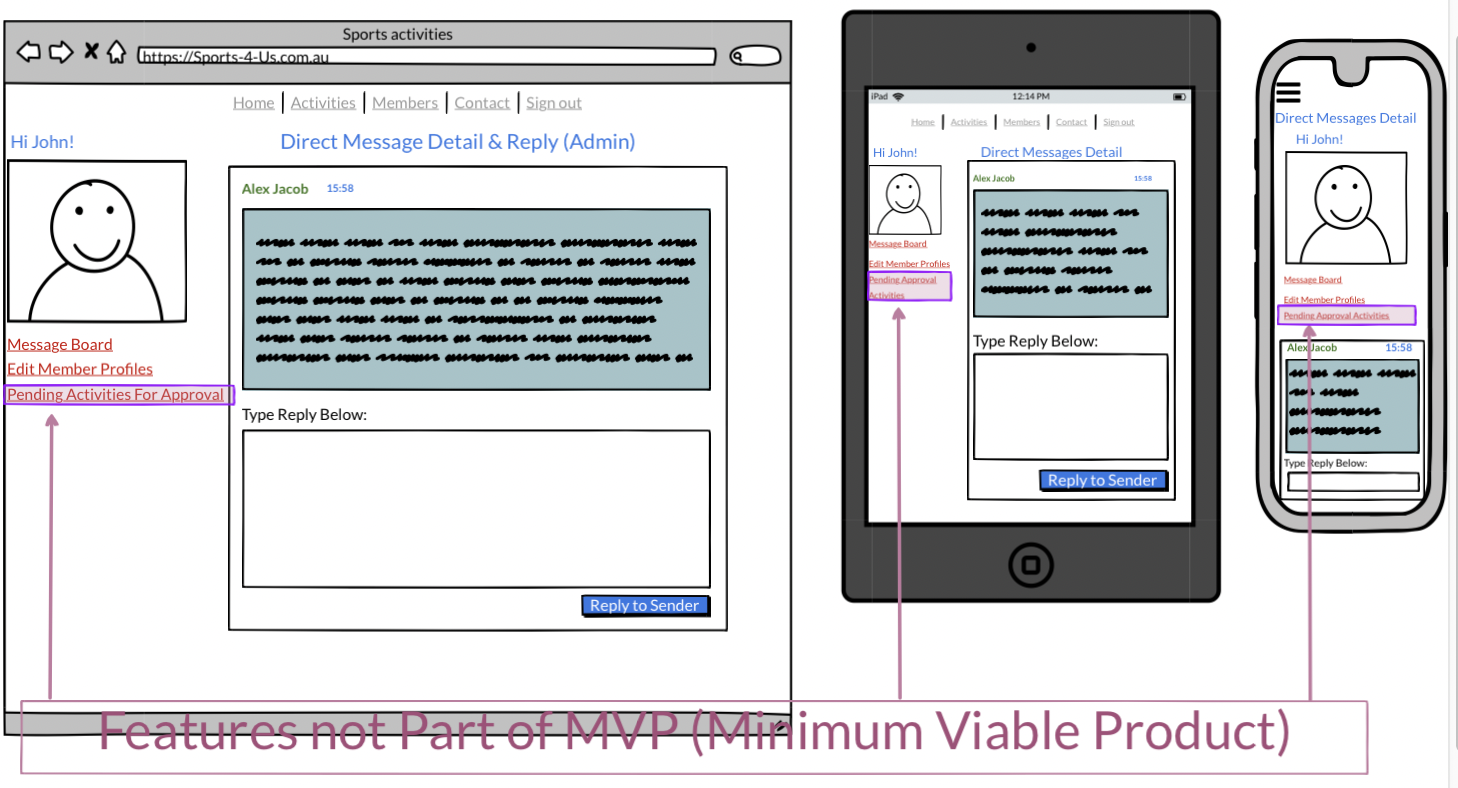 Sports activities
https://Sports-4-Us.com.au
Home Activities Members Contact Sign out
Hi John!
Direct Message Detail & Reply (Admin)
Alex Jacob 15:58
Message Board
Edit Member Profiles
Pending Activities For Approval
Type Reply Below:
Reply to Sender
iPad 12:14 PM
Home Activities Members Contact Sign out
Hi John!
Direct Messages Detail
Alex Jacob 15:58
Message Board
Edit Member Profiles
Pending Approval
Activities
Type Reply Below:
Reply to Sender
Direct Messages Detail
Hi John!
Message Board
Edit Member Profiles
Pending Approval Activities
Alex Jacob 15:58
Type Reply Below:
Features not Part of MVP (Minimum Viable Product)